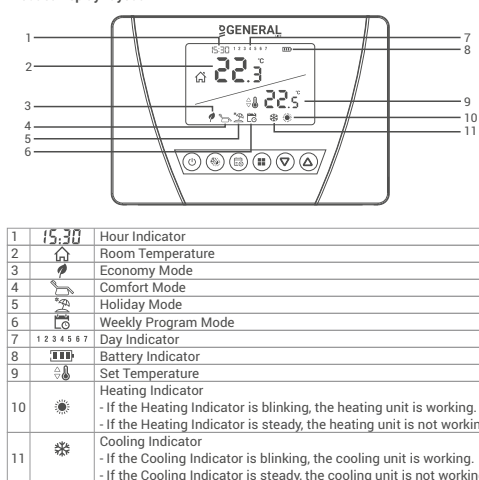 GENERAL
1
15:30 1 2 3 4 5 6 7
7
8
2
22.3 °C
3
22.5 °C
9
4
10
5
11
6
1 15:30 Hour Indicator
2 Room Temperature
3 Economy Mode
4 Comfort Mode
5 Holiday Mode
6 Weekly Program Mode
7 1 2 3 4 5 6 7 Day Indicator
8 Battery Indicator
9 Set Temperature
10 Heating Indicator
- If the Heating Indicator is blinking, the heating unit is working.
- If the Heating Indicator is steady, the heating unit is not workin
11 Cooling Indicator
- If the Cooling Indicator is blinking, the cooling unit is working.
- If the Cooling Indicator is steady, the cooling unit is not workin